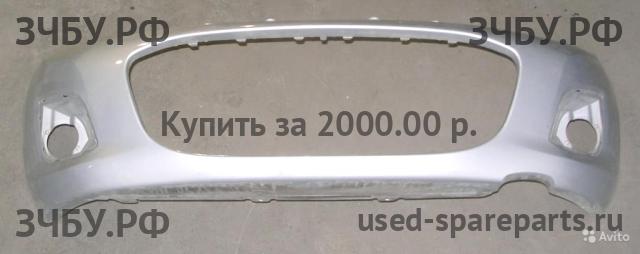 ЗЧБУ.РФ
ЗЧБУ.РФ
Купить за 2000.00 р.
ЗЧБУ.РФ
used-spareparts.ru
Avito